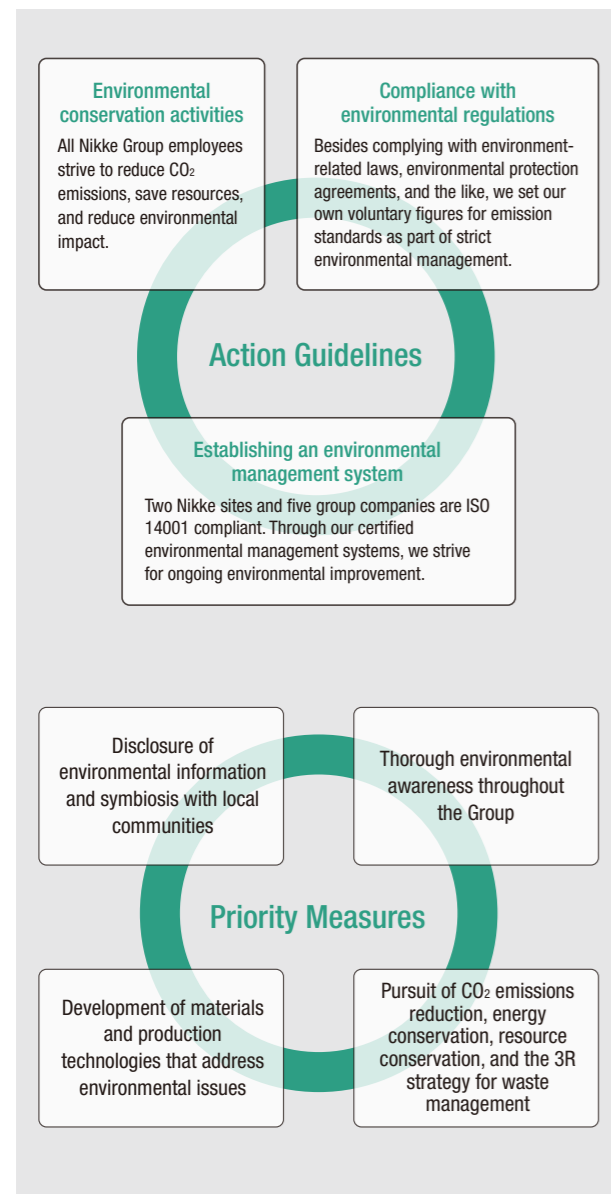 Environmental
conservation activities
All Nikke Group employees
strive to reduce CO₂
emissions, save resources,
and reduce environmental
impact.
Compliance with
environmental regulations
Besides complying with environment-
related laws, environmental protection
agreements, and the like, we set our
own voluntary figures for emission
standards as part of strict
environmental management.
Action Guidelines
Establishing an environmental
management system
Two Nikke sites and five group companies are ISO
14001 compliant. Through our certified
environmental management systems, we strive
for ongoing environmental improvement.
Disclosure of
environmental information
and symbiosis with local
communities
Thorough environmental
awareness throughout
the Group
Priority Measures
Development of materials
and production
technologies that address
environmental issues
Pursuit of CO₂ emissions
reduction, energy
conservation, resource
conservation, and the 3R
strategy for waste
management